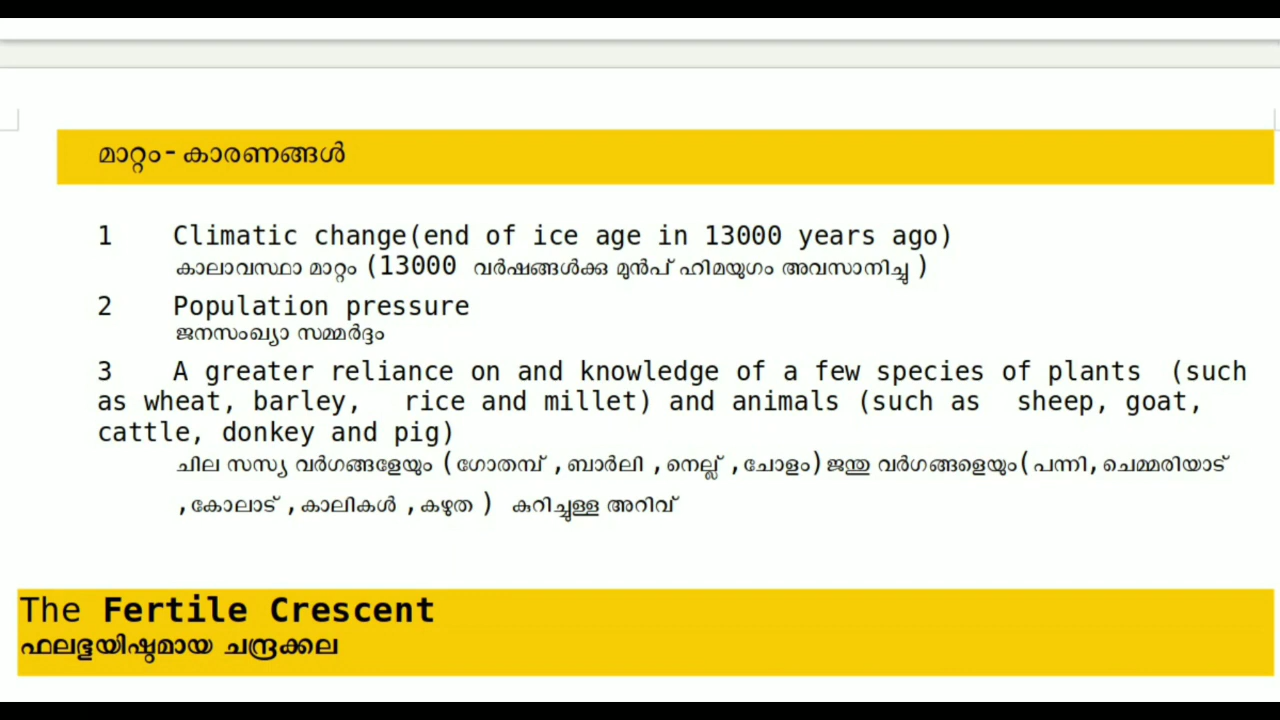 മാറ്റം - കാരണങ്ങൾ
1 Climatic change(end of ice age in 13000 years ago)
കാലാവസ്ഥാ മാറ്റം (13000 വർഷങ്ങൾക്കു മുൻപ് ഹിമയുഗം അവസാനിച്ചു )
2 Population pressure
ജനസംഖ്യാ സമ്മർദ്ദം
3 A greater reliance on and knowledge of a few species of plants (such
as wheat, barley, rice and millet) and animals (such as sheep, goat,
cattle, donkey and pig)
ചില സസ്യ വർഗങ്ങളേയും (ഗോതമ്പ് ,ബാർലി ,നെല്ല് ,ചോളം)ജന്തു വർഗങ്ങളെയും(പന്നി,ചെമ്മരിയാട്
,കോലാട് ,കാലികൾ ,കഴുത ) കുറിച്ചുള്ള അറിവ്
The Fertile Crescent
ഫലഭൂയിഷ്ഠമായ ചന്ദ്രക്കല